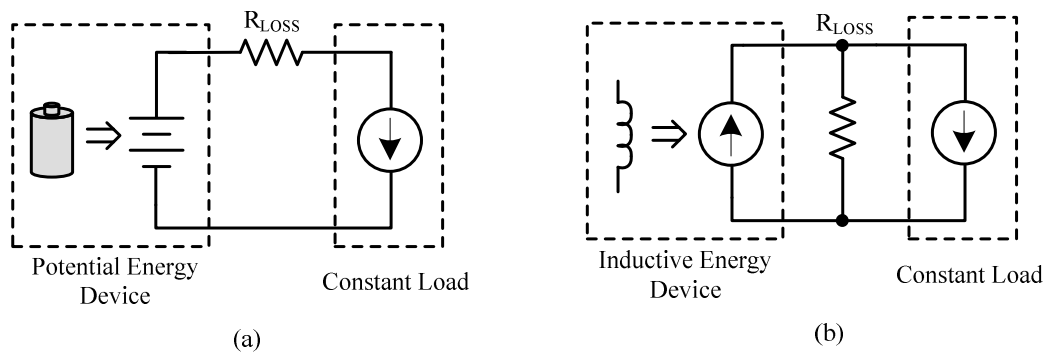 R_LOSS
Potential Energy
Device
Constant Load
(a)
R_LOSS
Inductive Energy
Device
Constant Load
(b)